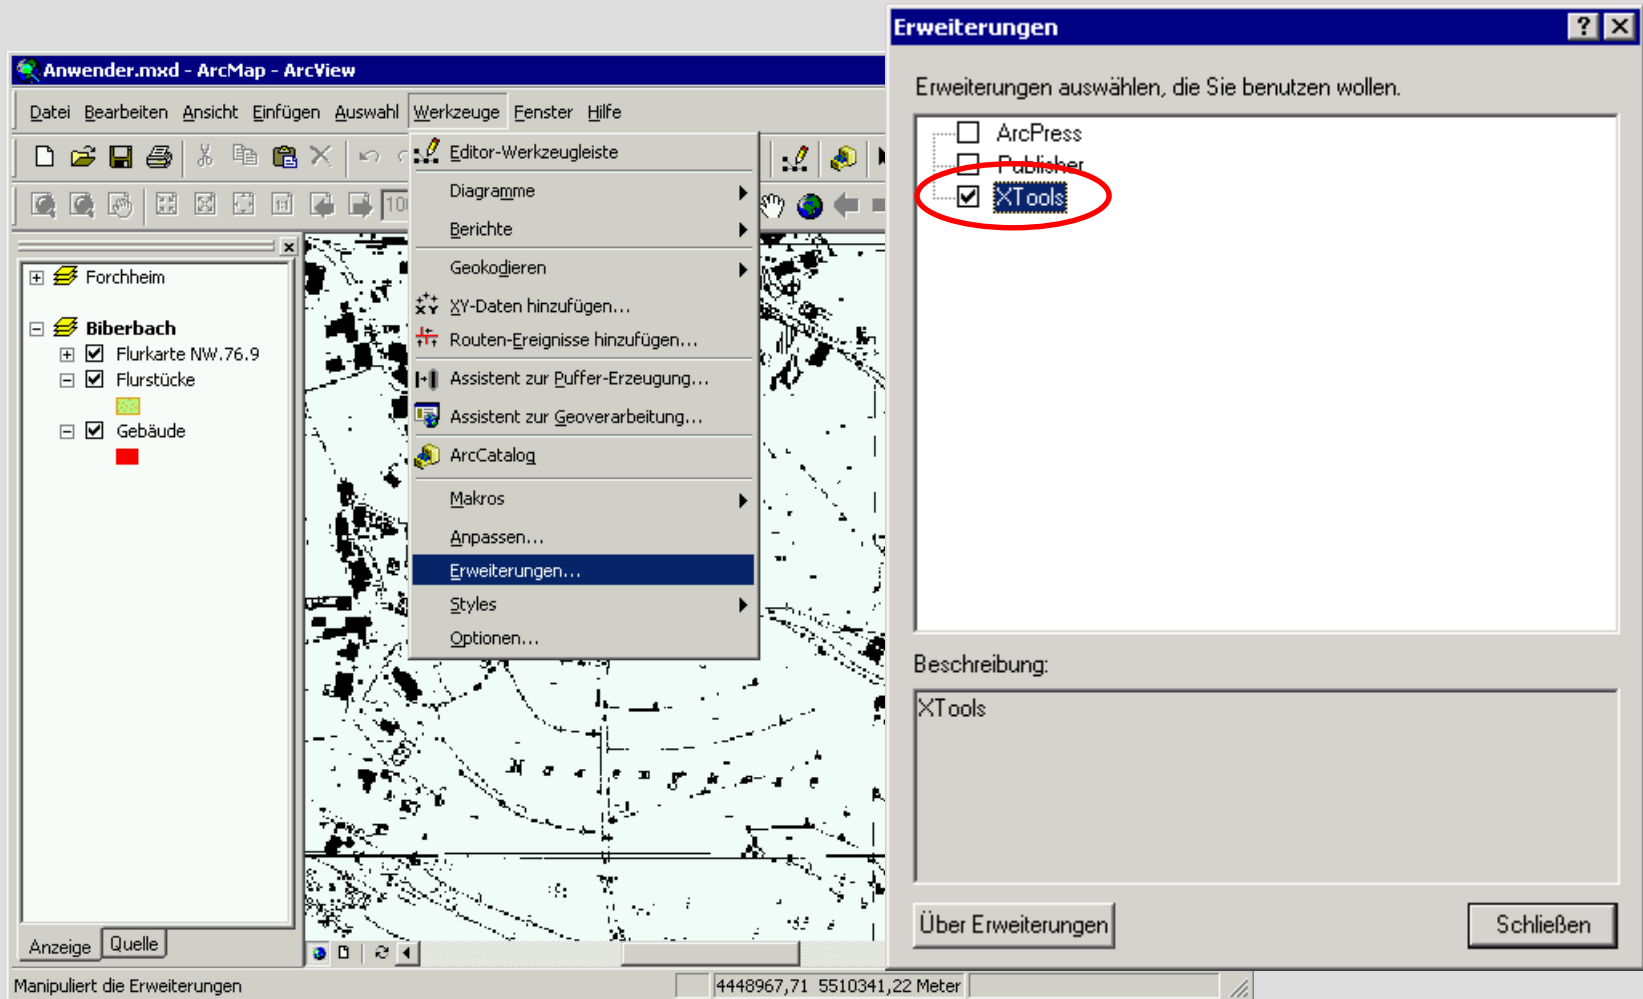 Anwender.mxd - ArcMap - ArcView
Datei Bearbeiten Ansicht Einfügen Auswahl Werkzeuge Fenster Hilfe
Editor-Werkzeugleiste
Diagramme
Berichte
Geokodieren
XY-Daten hinzufügen...
Routen-Ereignisse hinzufügen...
Assistent zur Puffer-Erzeugung...
Assistent zur Geoverarbeitung...
ArcCatalog
Makros
Anpassen...
Erweiterungen...
Styles
Optionen...
Forchheim
Biberbach
Flurkarte NW.76.9
Flurstücke
Gebäude
Anzeige Quelle
Manipuliert die Erweiterungen
4448967,71 5510341,22 Meter
Erweiterungen
Erweiterungen auswählen, die Sie benutzen wollen.
ArcPress
Publisher
XTools
Beschreibung:
XTools
Über Erweiterungen
Schließen